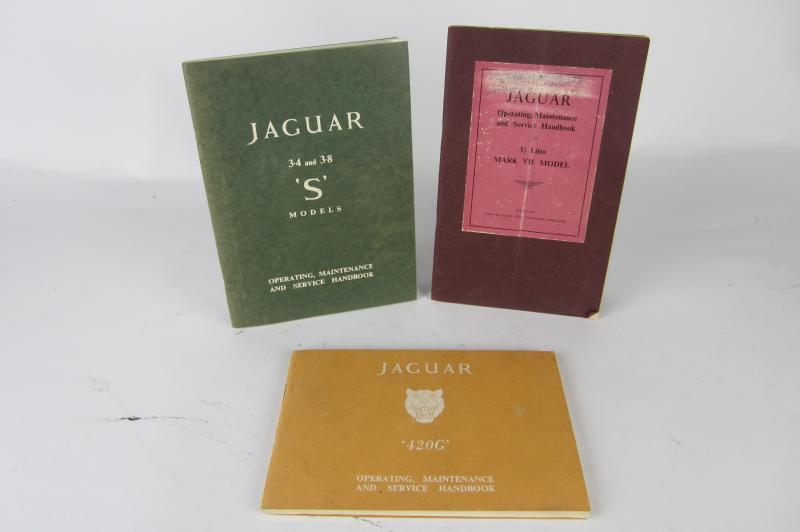 JAGUAR
3·4 and 3·8
'S'
MODELS
OPERATING, MAINTENANCE
AND SERVICE HANDBOOK
JAGUAR
Operating, Maintenance
and Service Handbook
3½ Litre
MARK VII MODEL
JAGUAR
'420G'
OPERATING, MAINTENANCE
AND SERVICE HANDBOOK